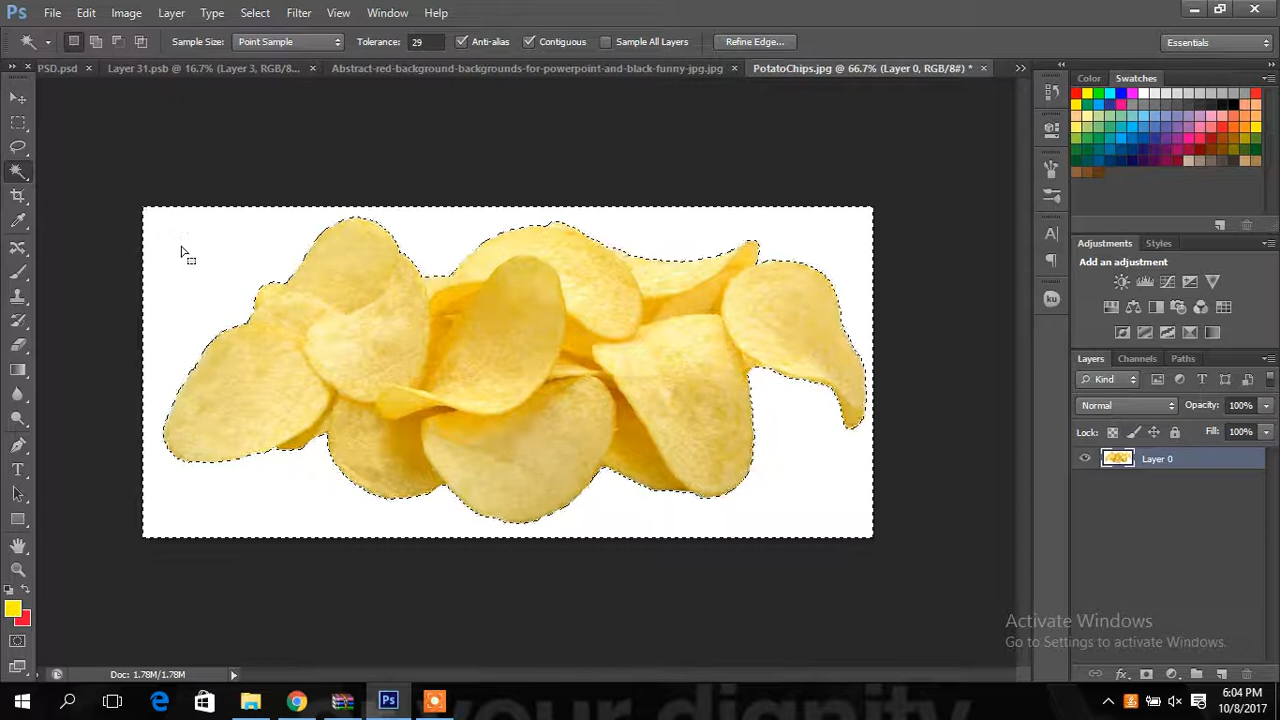 Ps File Edit Image Layer Type Select Filter View Window Help
Sample Size: Point Sample Tolerance: 29 Anti-alias Contiguous Sample All Layers Refine Edge... Essentials
PSD.psd Layer 31.psb @ 16.7% (Layer 3, RGB/8... Abstract-red-background-backgrounds-for-powerpoint-and-black-funny-jpg.jpg PotatoChips.jpg @ 66.7% (Layer 0, RGB/8#) *
Color Swatches
Adjustments Styles
Add an adjustment
ku
Layers Channels Paths
Kind
Normal Opacity: 100%
Lock: Fill: 100%
Layer 0
Activate Windows
Go to Settings to activate Windows.
Doc: 1.78M/1.78M
your dignity
6:04 PM
10/8/2017